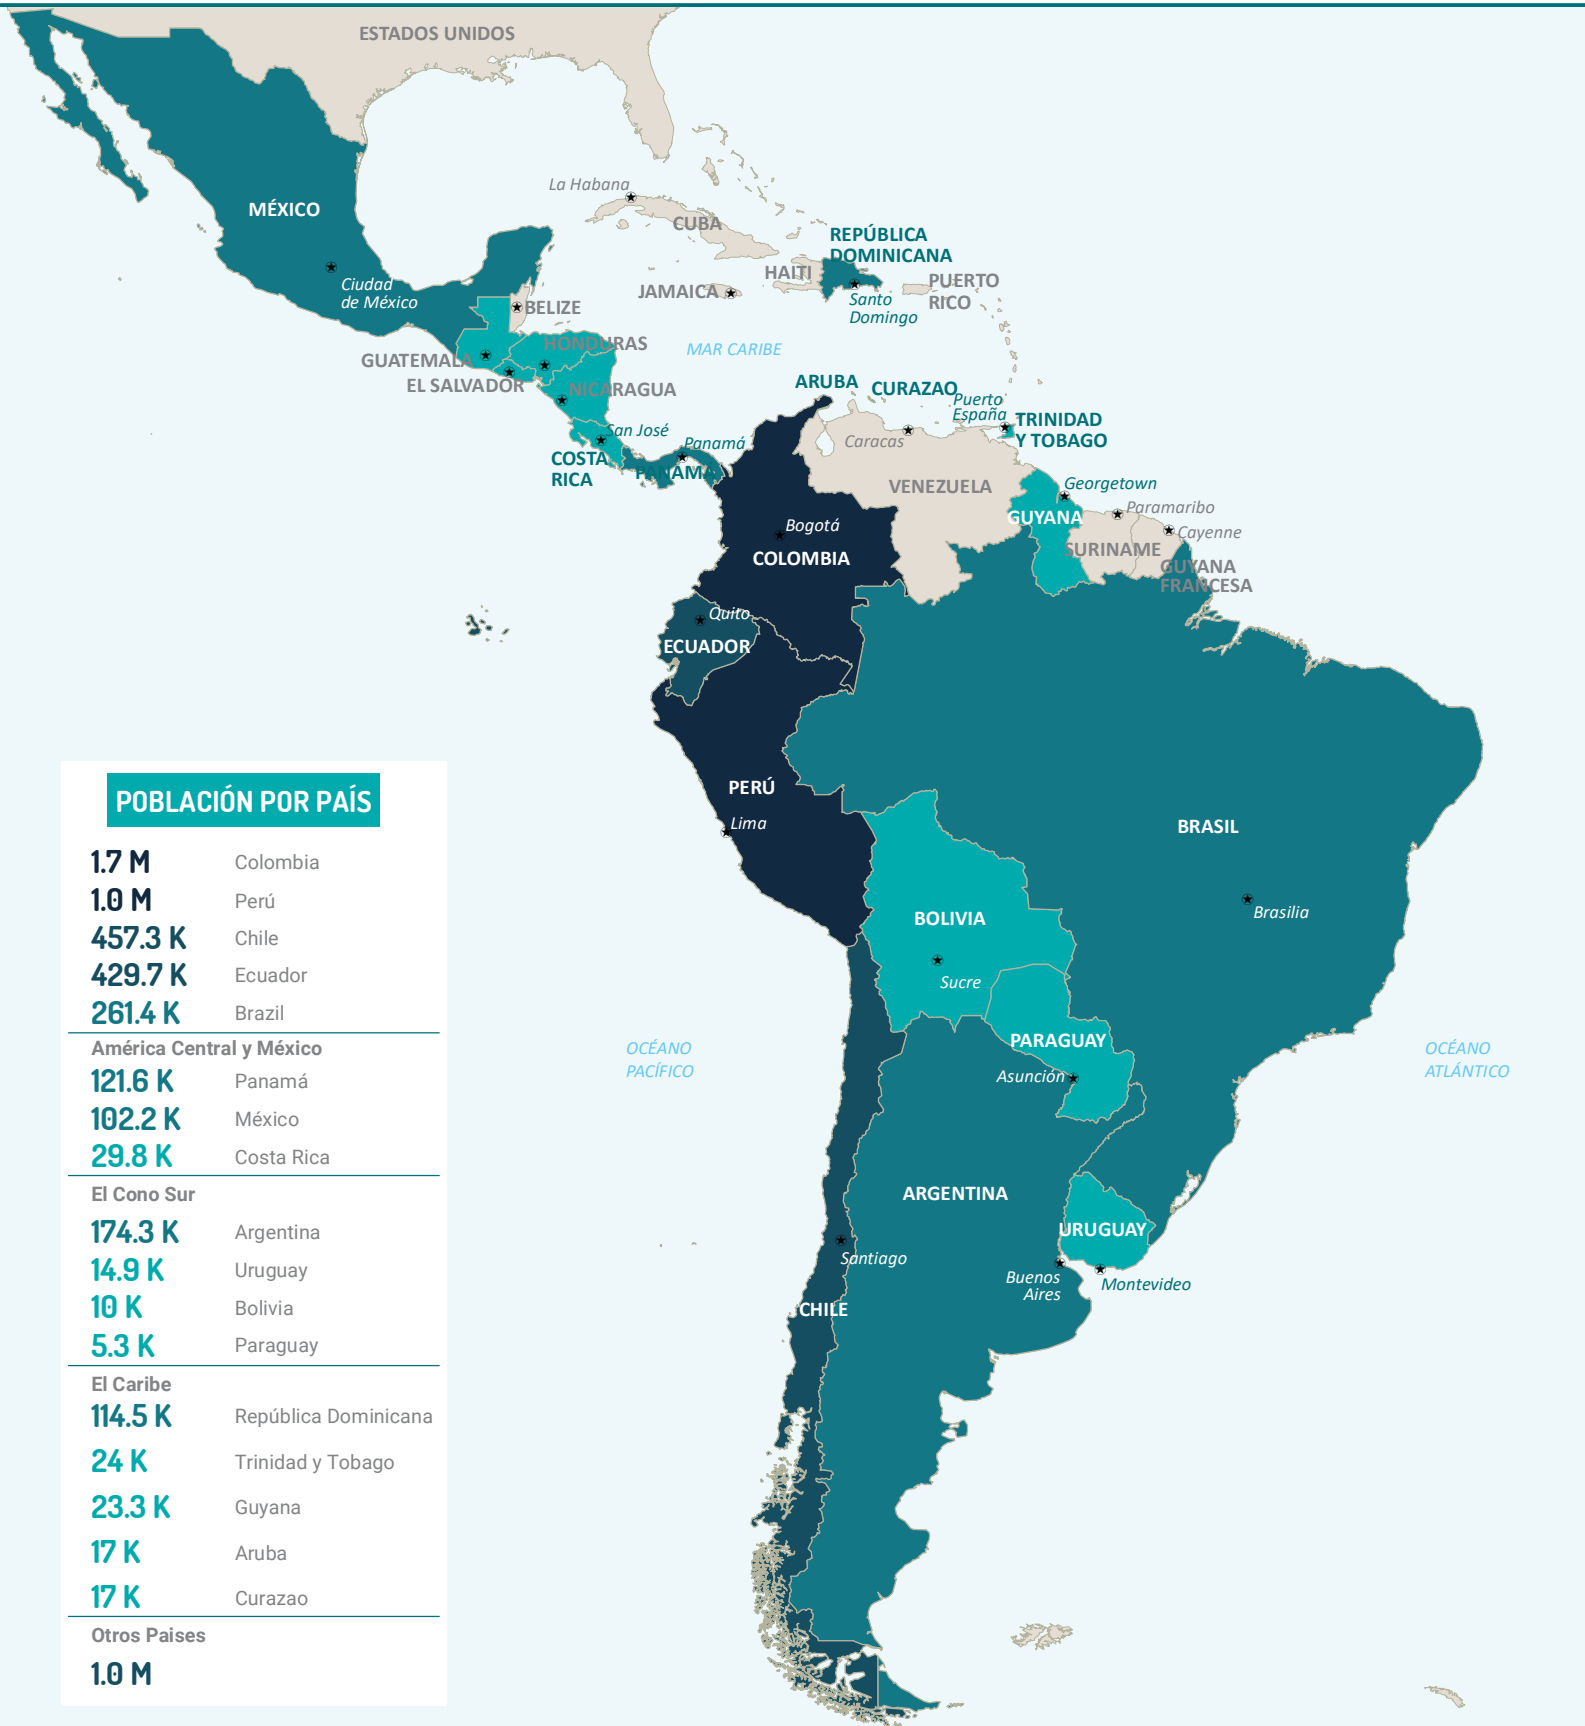 ESTADOS UNIDOS
MÉXICO
Ciudad
de México
La Habana
CUBA
REPÚBLICA
DOMINICANA
HAITI
JAMAICA
PUERTO
RICO
Santo
Domingo
BELIZE
HONDURAS
GUATEMALA
EL SALVADOR
NICARAGUA
MAR CARIBE
ARUBA
CURAZAO
Puerto
España
TRINIDAD
Y TOBAGO
San José
COSTA
RICA
Panamá
PANAMÁ
Caracas
VENEZUELA
Georgetown
GUYANA
Paramaribo
SURINAME
Cayenne
GUYANA
FRANCESA
Bogotá
COLOMBIA
Quito
ECUADOR
PERÚ
Lima
BRASIL
Brasilia
BOLIVIA
Sucre
PARAGUAY
Asunción
OCÉANO
PACÍFICO
OCÉANO
ATLÁNTICO
ARGENTINA
URUGUAY
Santiago
Buenos
Aires
Montevideo
CHILE
POBLACIÓN POR PAÍS
1.7 M Colombia
1.0 M Perú
457.3 K Chile
429.7 K Ecuador
261.4 K Brazil
América Central y México
121.6 K Panamá
102.2 K México
29.8 K Costa Rica
El Cono Sur
174.3 K Argentina
14.9 K Uruguay
10 K Bolivia
5.3 K Paraguay
El Caribe
114.5 K República Dominicana
24 K Trinidad y Tobago
23.3 K Guyana
17 K Aruba
17 K Curazao
Otros Paises
1.0 M